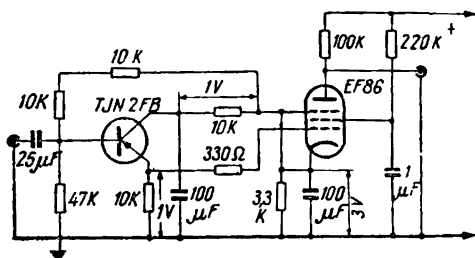 10 K
1V
100K
220K
+
EF86
10K
TJN 2FB
10K
25µF
330Ω
47K
10K
1V
100 µF
3,3 K
100 µF
3V
1 µF